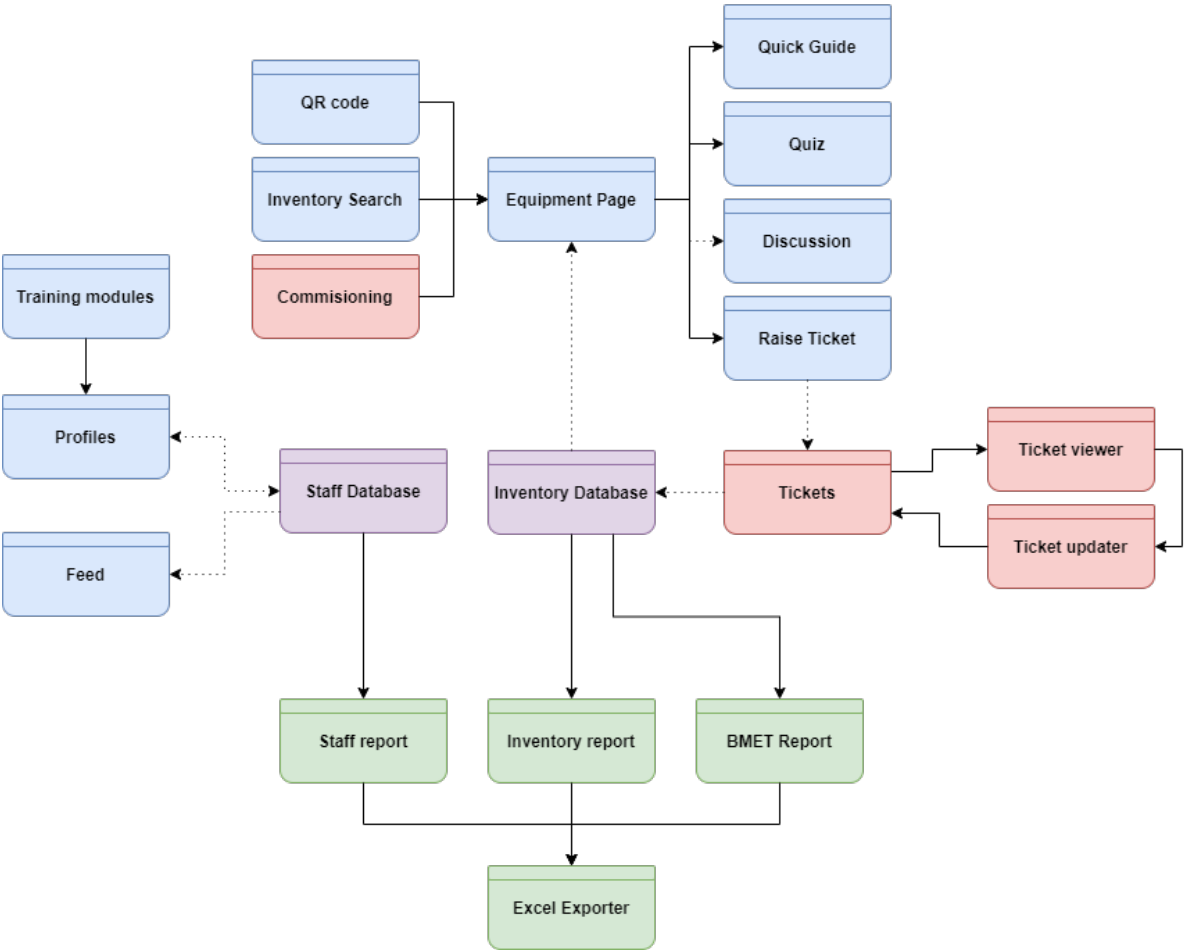 Quick Guide
QR code
Quiz
Inventory Search
Equipment Page
Discussion
Training modules
Commisioning
Raise Ticket
Profiles
Ticket viewer
Staff Database
Inventory Database
Tickets
Ticket updater
Feed
Staff report
Inventory report
BMET Report
Excel Exporter